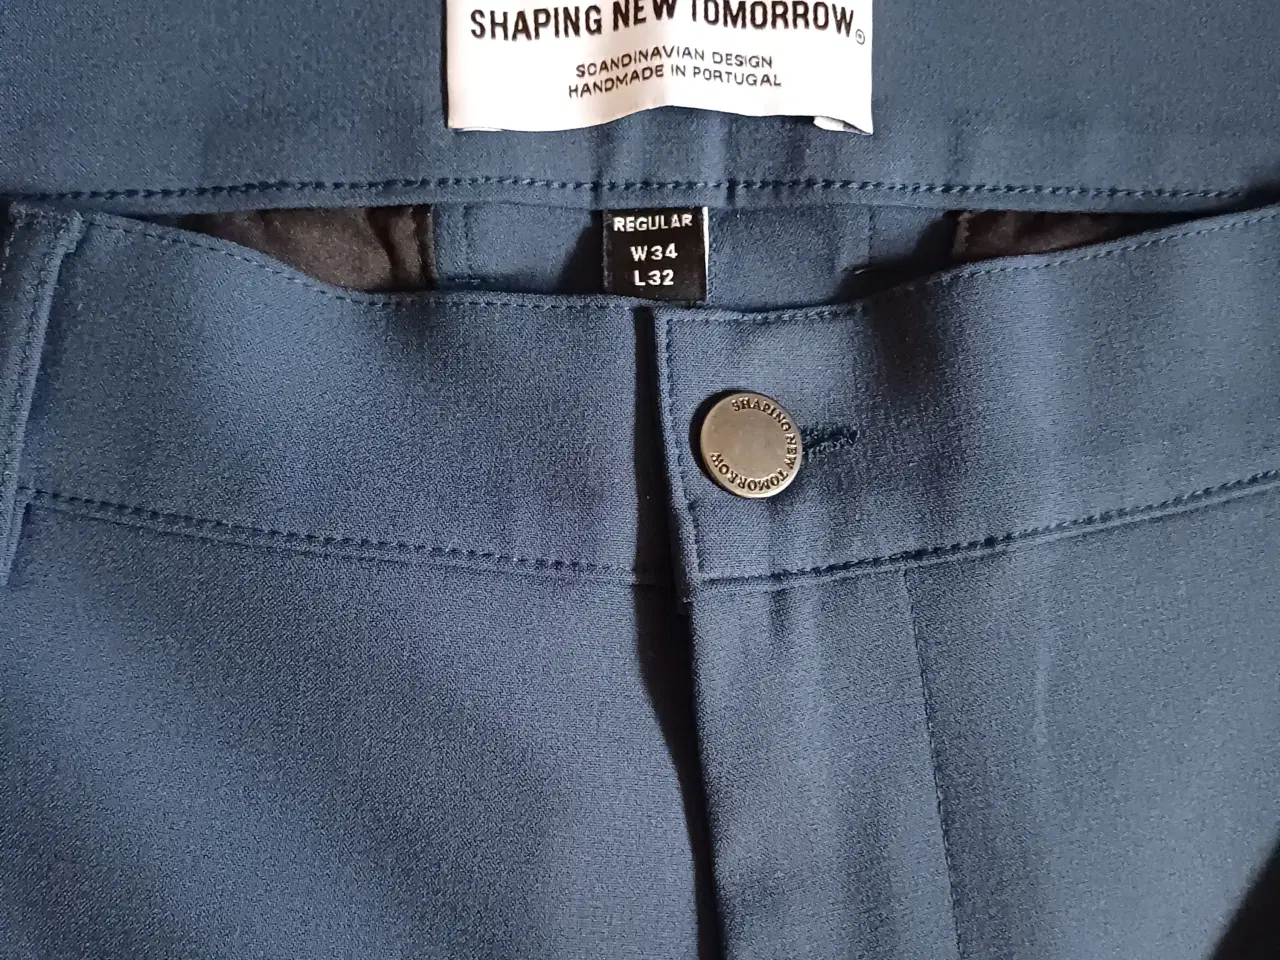 SHAPING NEW TOMORROW®
SCANDINAVIAN DESIGN
HANDMADE IN PORTUGAL
REGULAR
W34
L32
SHAPING NEW TOMORROW